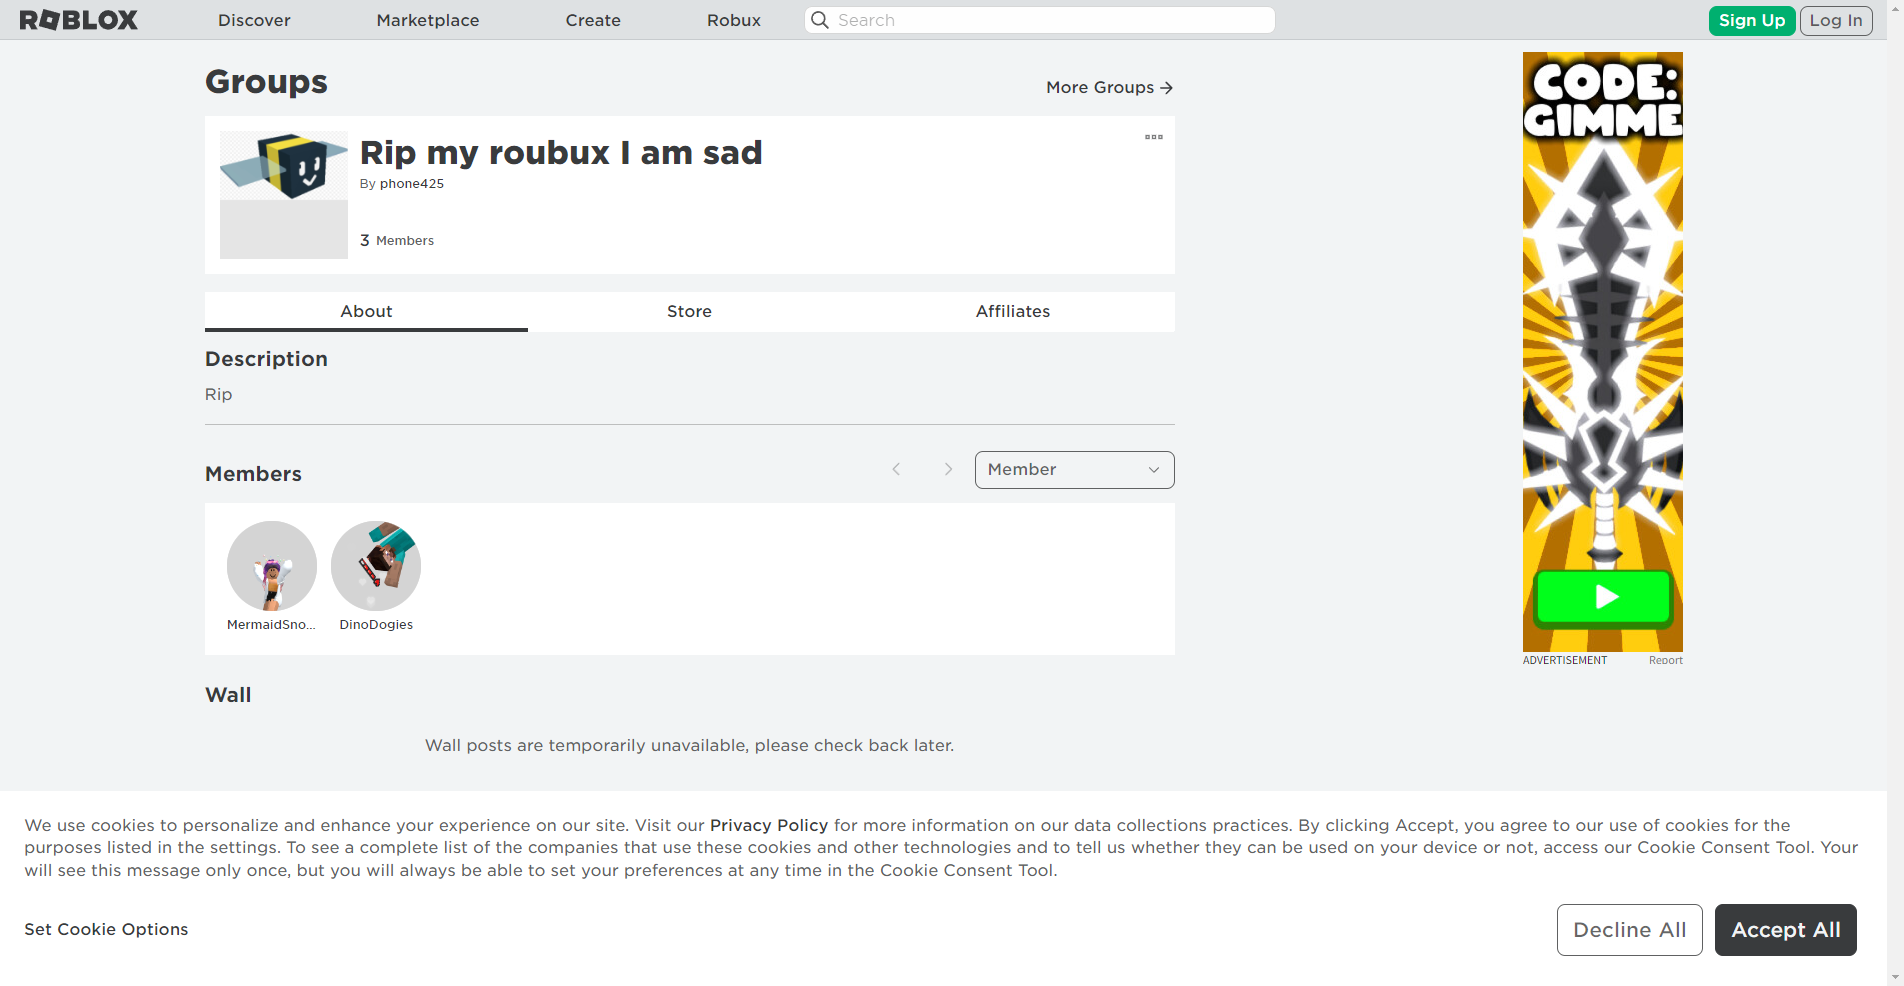 ROBLOX Discover Marketplace Create Robux Search Sign Up Log In
Groups
More Groups
Rip my roubux I am sad
By phone425
3 Members
About Store Affiliates
Description
Rip
Members
Member
MermaidSno... DinoDogies
Wall
Wall posts are temporarily unavailable, please check back later.
CODE:
GIMME
ADVERTISEMENT Report
We use cookies to personalize and enhance your experience on our site. Visit our Privacy Policy for more information on our data collections practices. By clicking Accept, you agree to our use of cookies for the
purposes listed in the settings. To see a complete list of the companies that use these cookies and other technologies and to tell us whether they can be used on your device or not, access our Cookie Consent Tool. Your
will see this message only once, but you will always be able to set your preferences at any time in the Cookie Consent Tool.
Set Cookie Options
Decline All Accept All